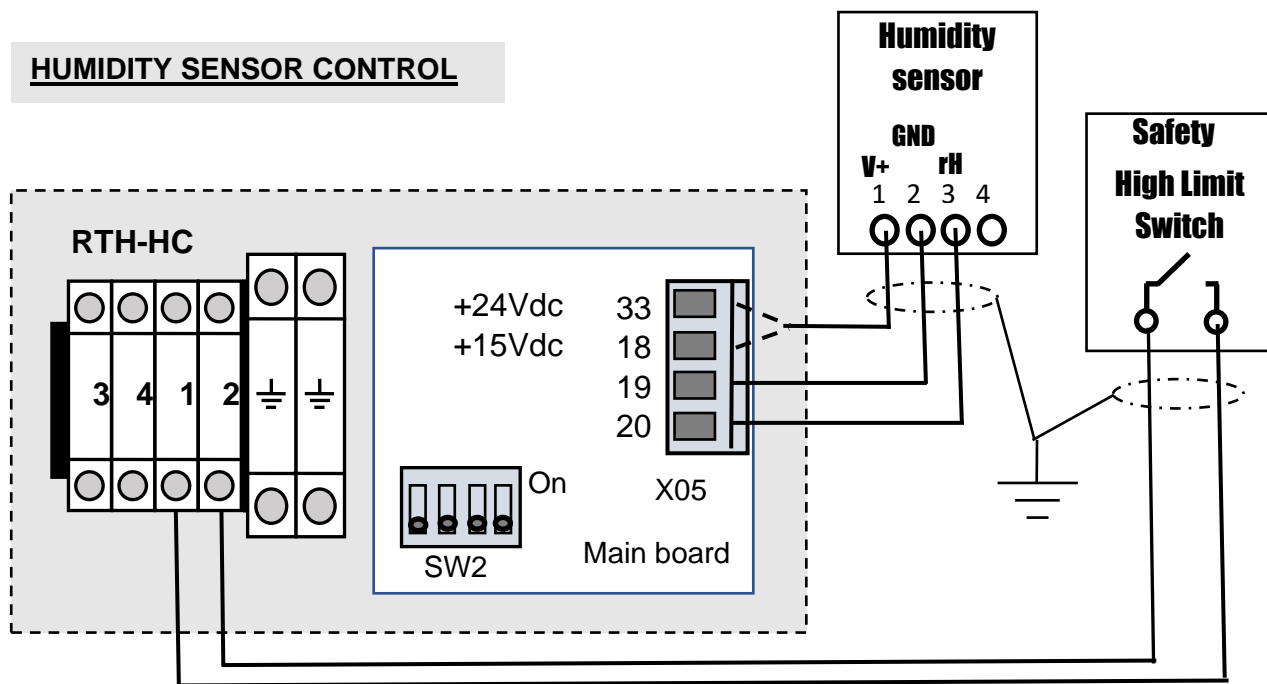 HUMIDITY SENSOR CONTROL
Humidity
sensor
GND
V+ rH
1 2 3 4
Safety
High Limit
Switch
RTH-HC
3 4 1 2
+24Vdc 33
+15Vdc 18
19
20
X05
On
SW2
Main board